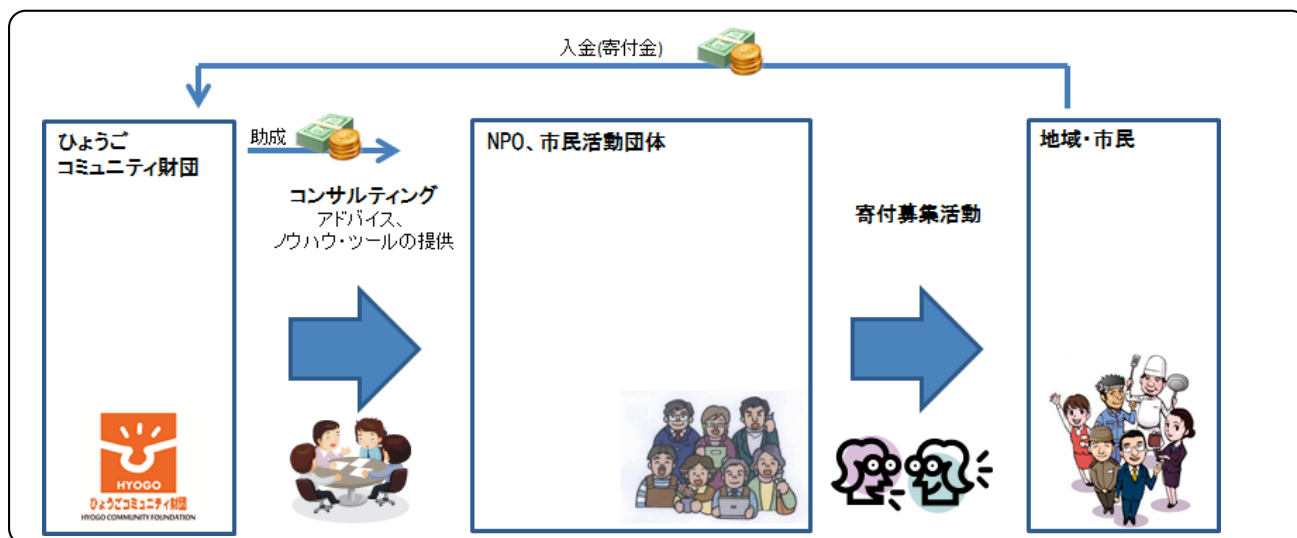 入金(寄付金)
ひょうご
コミュニティ財団
助成
コンサルティング
アドバイス、
ノウハウ・ツールの提供
NPO、市民活動団体
寄付募集活動
地域・市民
HYOGO
ひょうごコミュニティ財団
HYOGO COMMUNITY FOUNDATION